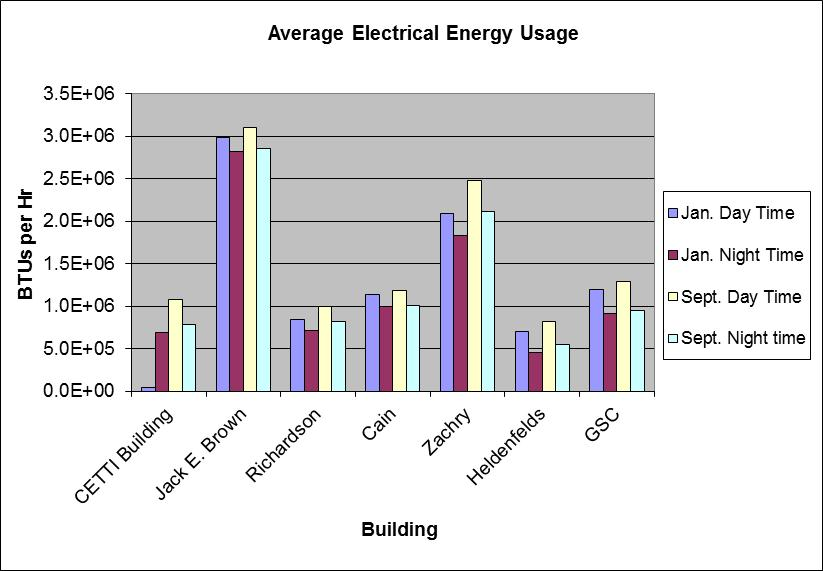 Average Electrical Energy Usage
3.5E+06
3.0E+06
2.5E+06
2.0E+06
1.5E+06
1.0E+06
5.0E+05
0.0E+00
BTUs per Hr
CETTI Building
Jack E. Brown
Richardson
Cain
Zachry
Heldenfelds
GSC
Building
Jan. Day Time
Jan. Night Time
Sept. Day Time
Sept. Night time